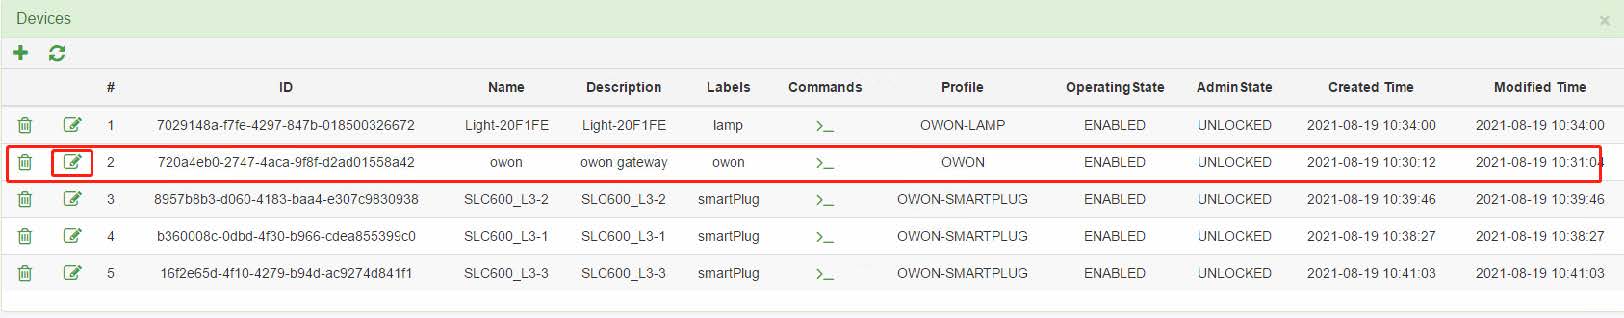 Devices
# ID Name Description Labels Commands Profile OperatingState AdminState Created Time Modified Time
1 7029148a-f7fe-4297-847b-018500326672 Light-20F1FE Light-20F1FE lamp >_ OWON-LAMP ENABLED UNLOCKED 2021-08-19 10:34:00 2021-08-19 10:34:00
2 720a4eb0-2747-4aca-9f8f-d2ad01558a42 owon owon gateway owon >_ OWON ENABLED UNLOCKED 2021-08-19 10:30:12 2021-08-19 10:31:04
3 8957b8b3-d060-4183-baa4-e307c9830938 SLC600_L3-2 SLC600_L3-2 smartPlug >_ OWON-SMARTPLUG ENABLED UNLOCKED 2021-08-19 10:39:46 2021-08-19 10:39:46
4 b360008c-0dbd-4f30-b966-cdea855399c0 SLC600_L3-1 SLC600_L3-1 smartPlug >_ OWON-SMARTPLUG ENABLED UNLOCKED 2021-08-19 10:38:27 2021-08-19 10:38:27
5 16f2e65d-4f10-4279-b94d-ac9274d841f1 SLC600_L3-3 SLC600_L3-3 smartPlug >_ OWON-SMARTPLUG ENABLED UNLOCKED 2021-08-19 10:41:03 2021-08-19 10:41:03